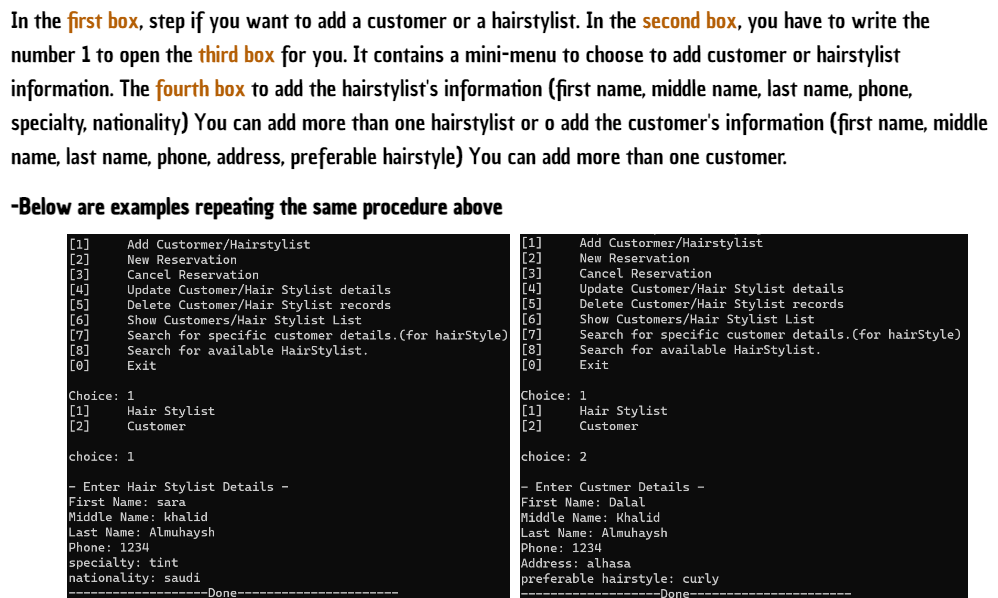 In the first box, step if you want to add a customer or a hairstylist. In the second box, you have to write the
number 1 to open the third box for you. It contains a mini-menu to choose to add customer or hairstylist
information. The fourth box to add the hairstylist's information (first name, middle name, last name, phone,
specialty, nationality) You can add more than one hairstylist or o add the customer's information (first name, middle
name, last name, phone, address, preferable hairstyle) You can add more than one customer.
-Below are examples repeating the same procedure above
[1] Add Custormer/Hairstylist
[2] New Reservation
[3] Cancel Reservation
[4] Update Customer/Hair Stylist details
[5] Delete Customer/Hair Stylist records
[6] Show Customers/Hair Stylist List
[7] Search for specific customer details.(for hairStyle)
[8] Search for available HairStylist.
[0] Exit
Choice: 1
[1] Hair Stylist
[2] Customer
choice: 1
- Enter Hair Stylist Details -
First Name: sara
Middle Name: khalid
Last Name: Almuhaysh
Phone: 1234
specialty: tint
nationality: saudi
-------------------Done----------------------
[1] Add Custormer/Hairstylist
[2] New Reservation
[3] Cancel Reservation
[4] Update Customer/Hair Stylist details
[5] Delete Customer/Hair Stylist records
[6] Show Customers/Hair Stylist List
[7] Search for specific customer details.(for hairStyle)
[8] Search for available HairStylist.
[0] Exit
Choice: 1
[1] Hair Stylist
[2] Customer
choice: 2
- Enter Custmer Details -
First Name: Dalal
Middle Name: Khalid
Last Name: Almuhaysh
Phone: 1234
Address: alhasa
preferable hairstyle: curly
-------------------Done----------------------